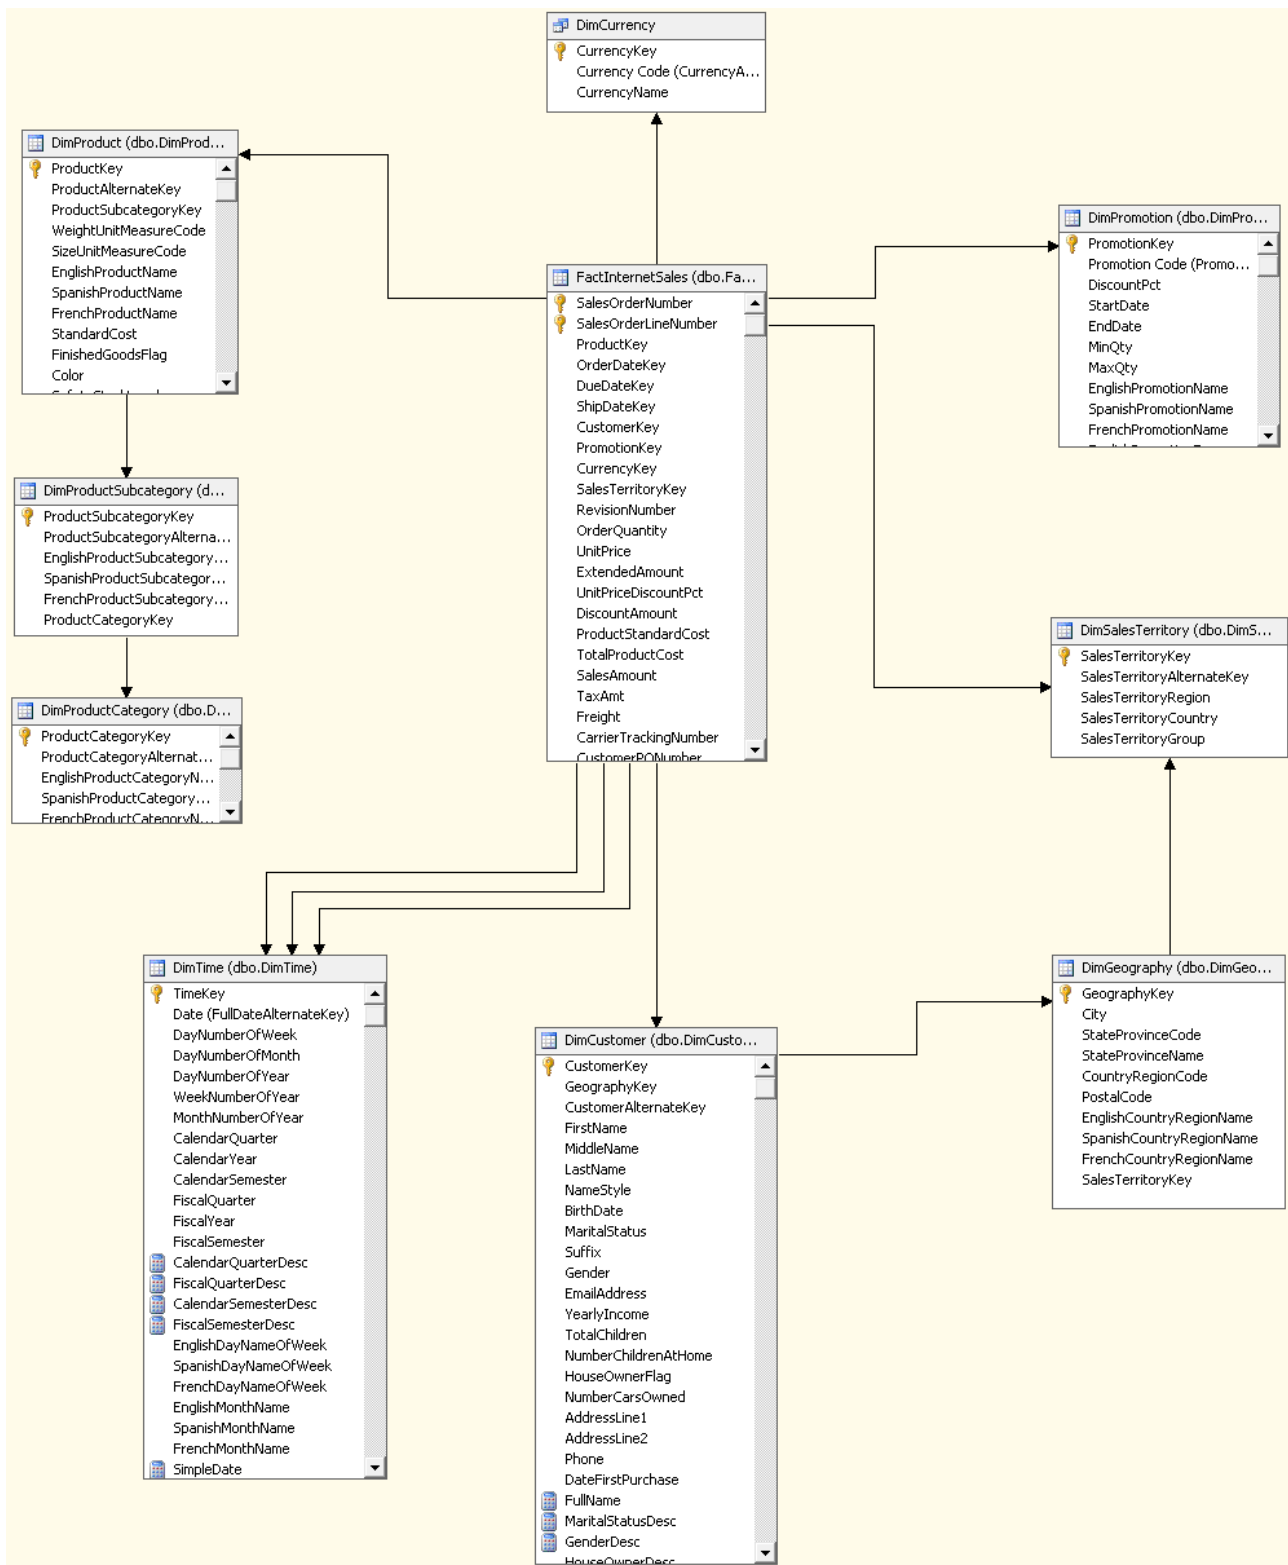 DimCurrency
CurrencyKey
Currency Code (CurrencyA...
CurrencyName
DimProduct (dbo.DimProd...
ProductKey
ProductAlternateKey
ProductSubcategoryKey
WeightUnitMeasureCode
SizeUnitMeasureCode
EnglishProductName
SpanishProductName
FrenchProductName
StandardCost
FinishedGoodsFlag
Color
DimPromotion (dbo.DimPro...
PromotionKey
Promotion Code (Promo...
DiscountPct
StartDate
EndDate
MinQty
MaxQty
EnglishPromotionName
SpanishPromotionName
FrenchPromotionName
FactInternetSales (dbo.Fa...
SalesOrderNumber
SalesOrderLineNumber
ProductKey
OrderDateKey
DueDateKey
ShipDateKey
CustomerKey
PromotionKey
CurrencyKey
SalesTerritoryKey
RevisionNumber
OrderQuantity
UnitPrice
ExtendedAmount
UnitPriceDiscountPct
DiscountAmount
ProductStandardCost
TotalProductCost
SalesAmount
TaxAmt
Freight
CarrierTrackingNumber
CustomerPONumber
DimProductSubcategory (d...
ProductSubcategoryKey
ProductSubcategoryAlterna...
EnglishProductSubcategory...
SpanishProductSubcategor...
FrenchProductSubcategory...
ProductCategoryKey
DimProductCategory (dbo.D...
ProductCategoryKey
ProductCategoryAlternat...
EnglishProductCategoryN...
SpanishProductCategory...
FrenchProductCategoryN...
DimSalesTerritory (dbo.DimS...
SalesTerritoryKey
SalesTerritoryAlternateKey
SalesTerritoryRegion
SalesTerritoryCountry
SalesTerritoryGroup
DimTime (dbo.DimTime)
TimeKey
Date (FullDateAlternateKey)
DayNumberOfWeek
DayNumberOfMonth
DayNumberOfYear
WeekNumberOfYear
MonthNumberOfYear
CalendarQuarter
CalendarYear
CalendarSemester
FiscalQuarter
FiscalYear
FiscalSemester
CalendarQuarterDesc
FiscalQuarterDesc
CalendarSemesterDesc
FiscalSemesterDesc
EnglishDayNameOfWeek
SpanishDayNameOfWeek
FrenchDayNameOfWeek
EnglishMonthName
SpanishMonthName
FrenchMonthName
SimpleDate
DimCustomer (dbo.DimCusto...
CustomerKey
GeographyKey
CustomerAlternateKey
FirstName
MiddleName
LastName
NameStyle
BirthDate
MaritalStatus
Suffix
Gender
EmailAddress
YearlyIncome
TotalChildren
NumberChildrenAtHome
HouseOwnerFlag
NumberCarsOwned
AddressLine1
AddressLine2
Phone
DateFirstPurchase
FullName
MaritalStatusDesc
GenderDesc
HouseOwnerDesc
DimGeography (dbo.DimGeo...
GeographyKey
City
StateProvinceCode
StateProvinceName
CountryRegionCode
PostalCode
EnglishCountryRegionName
SpanishCountryRegionName
FrenchCountryRegionName
SalesTerritoryKey